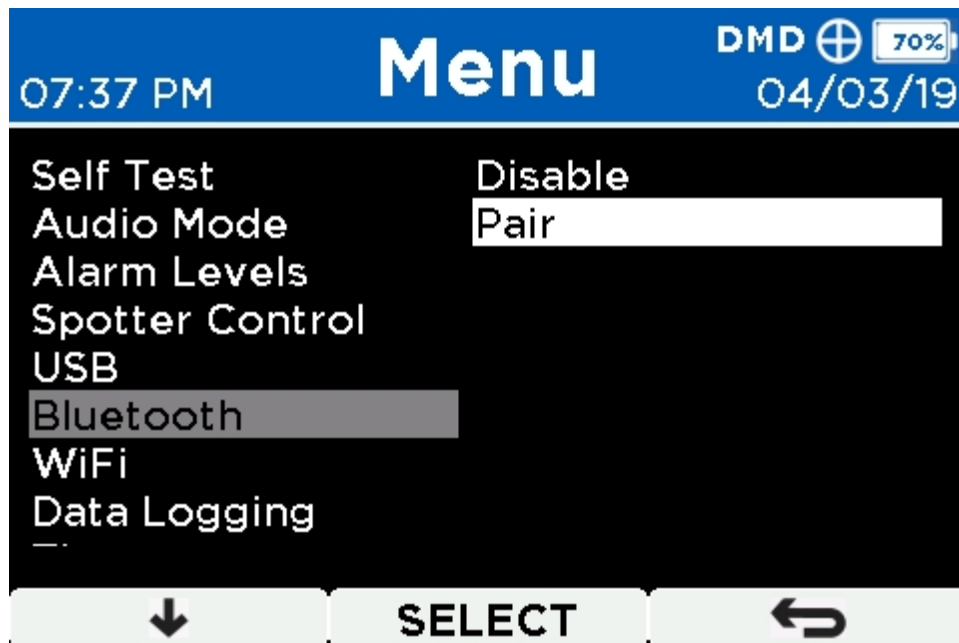 07:37 PM
Menu
DMD 70%
04/03/19
Self Test
Audio Mode
Alarm Levels
Spotter Control
USB
Bluetooth
WiFi
Data Logging
Disable
Pair
SELECT